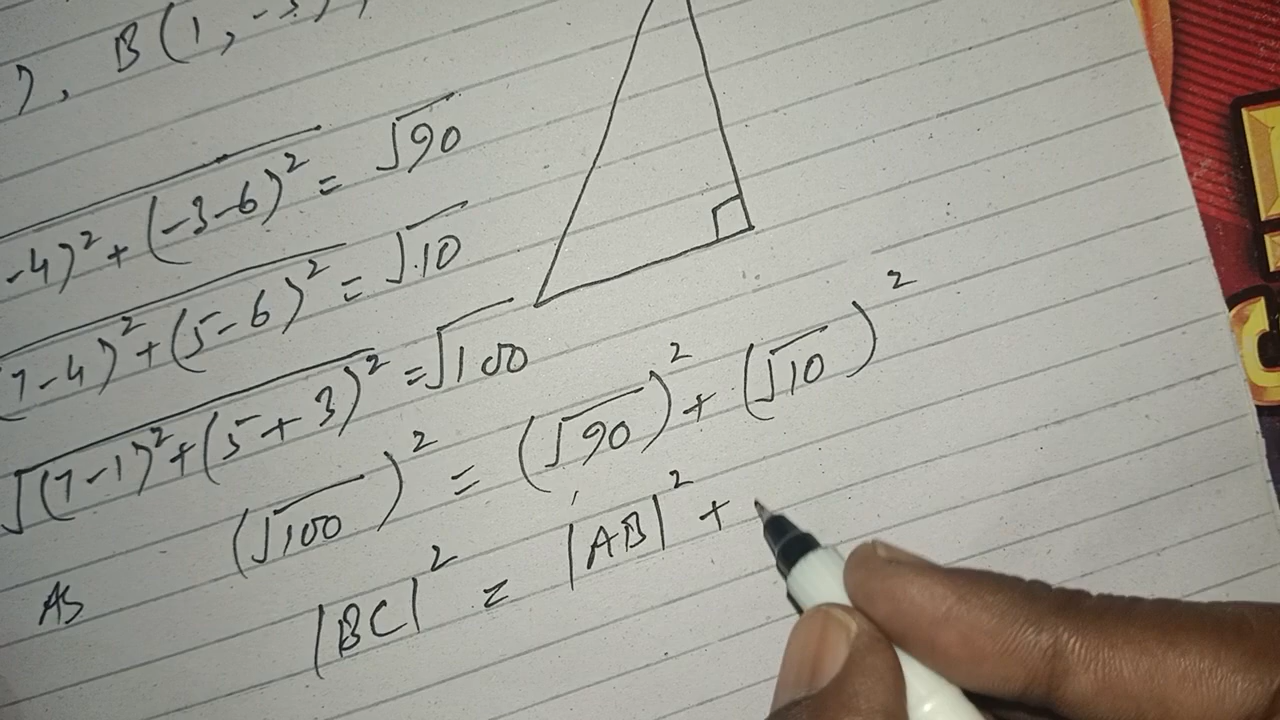 ), B(1, -3),
-4)² + (-3-6)² = √90
(7-4)² + (5-6)² = √10
√(7-1)² + (5+3)² = √100
(√100)² = (√90)² + (√10)²
As |BC|² = |AB|² +